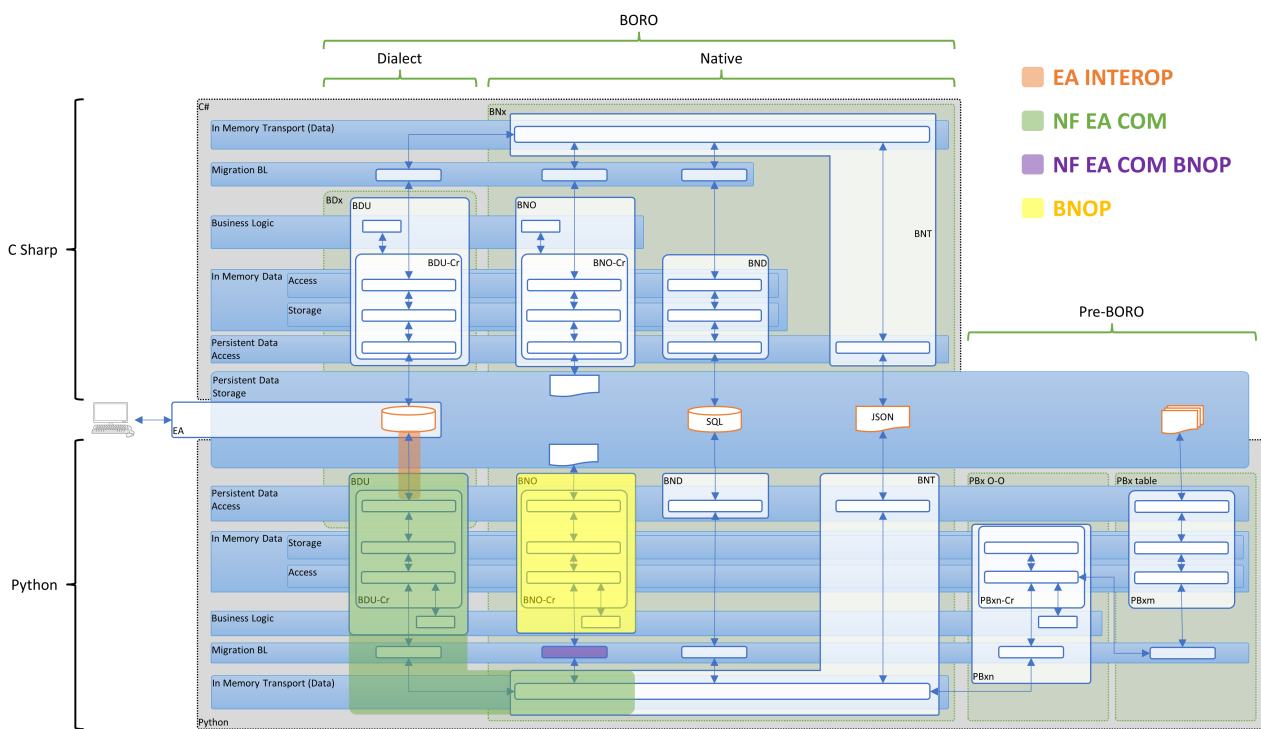 BORO
Dialect
Native
EA INTEROP
NF EA COM
NF EA COM BNOP
BNOP
C#
BNx
In Memory Transport (Data)
Migration BL
BDx
BDU
BNO
Business Logic
BNT
C Sharp
BDU-Cr
BNO-Cr
BND
In Memory Data
Access
Storage
Pre-BORO
Persistent Data
Access
Persistent Data
Storage
EA
SQL
JSON
BDU
BNO
BND
BNT
PBx O-O
PBx table
Persistent Data
Access
In Memory Data
Storage
Access
Python
BDU-Cr
BNO-Cr
PBxn-Cr
PBxm
Business Logic
Migration BL
PBxn
In Memory Transport (Data)
Python